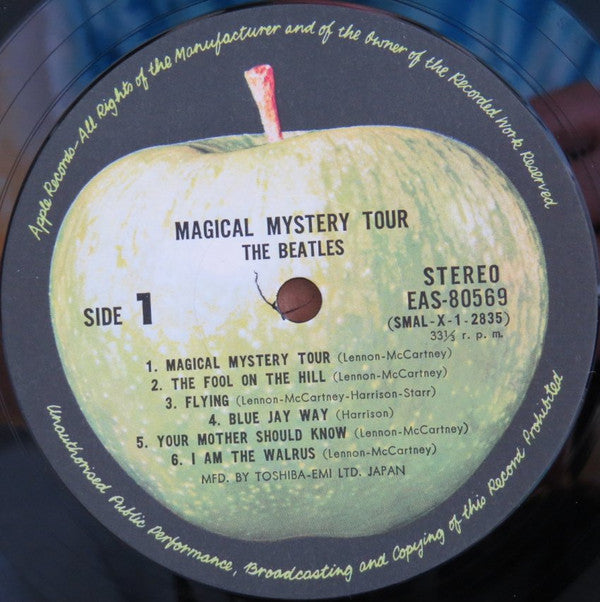 Apple Records–All Rights of the Manufacturer and of the Owner of the Recorded Work Reserved
MAGICAL MYSTERY TOUR
THE BEATLES
SIDE 1
STEREO
EAS-80569
(SMAL-X-1-2835)
33⅓ r. p. m.
1. MAGICAL MYSTERY TOUR (Lennon-McCartney)
2. THE FOOL ON THE HILL (Lennon-McCartney)
3. FLYING (Lennon-McCartney-Harrison-Starr)
4. BLUE JAY WAY (Harrison)
5. YOUR MOTHER SHOULD KNOW (Lennon-McCartney)
6. I AM THE WALRUS (Lennon-McCartney)
MFD. BY TOSHIBA-EMI LTD. JAPAN
Unauthorised Public Performance, Broadcasting and Copying of this Record Prohibited